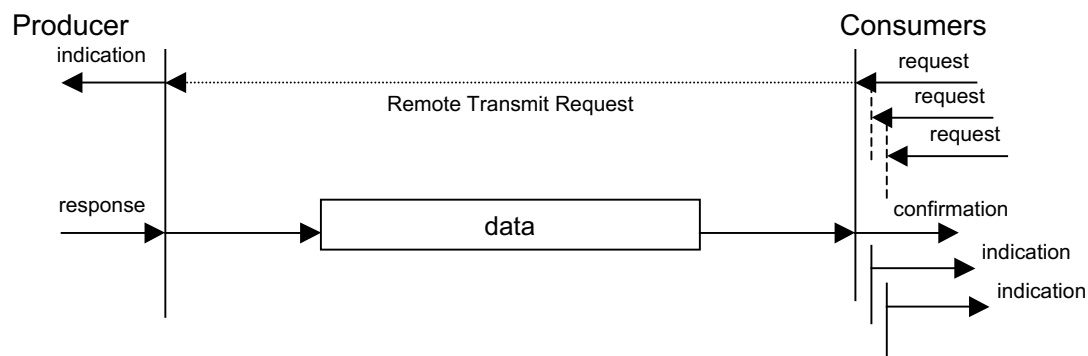 Producer
Consumers
indication
request
Remote Transmit Request
request
request
response
data
confirmation
indication
indication